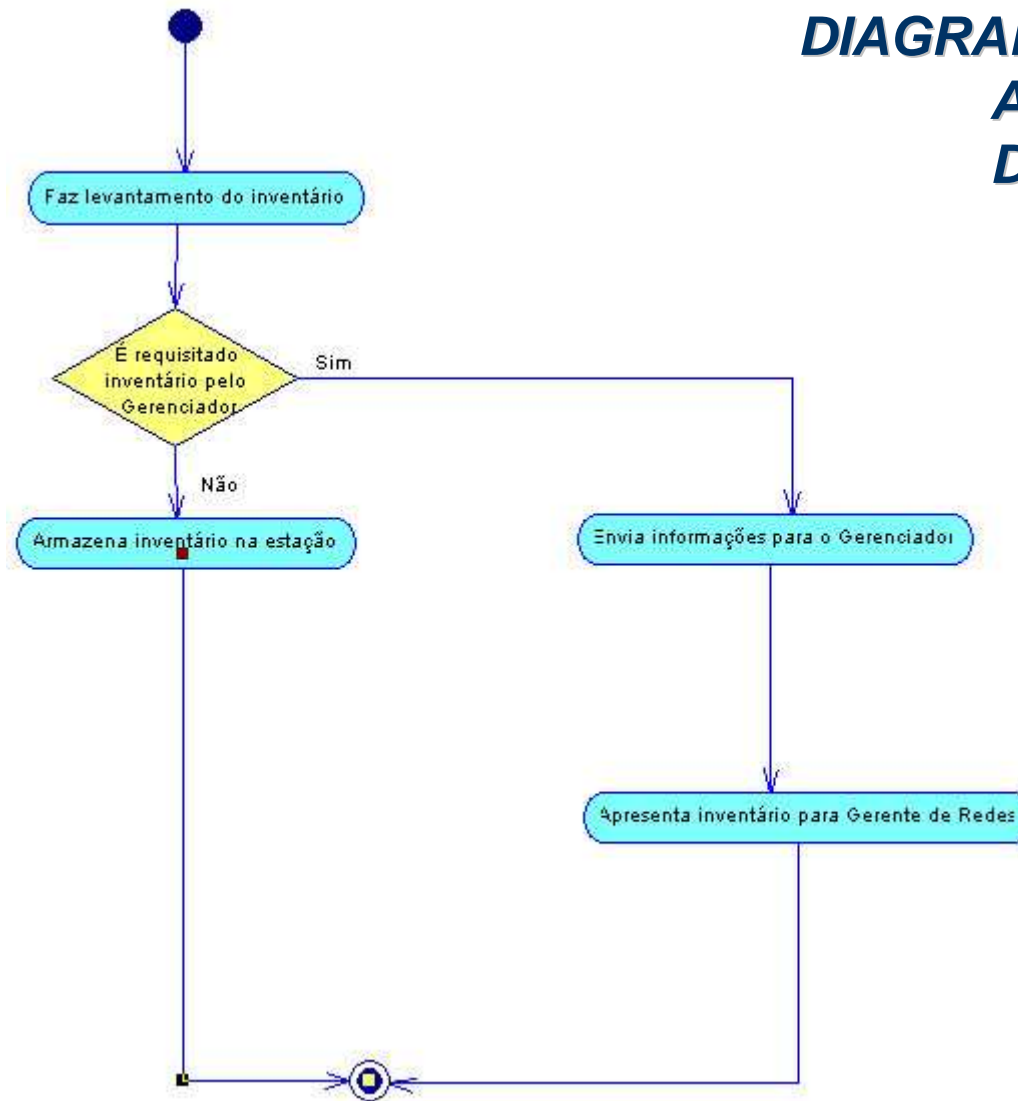 DIAGRAM
A
D
Faz levantamento do inventário
É requisitado
inventário pelo
Gerenciador
Sim
Não
Armazena inventário na estação
Envia informações para o Gerenciador
Apresenta inventário para Gerente de Redes